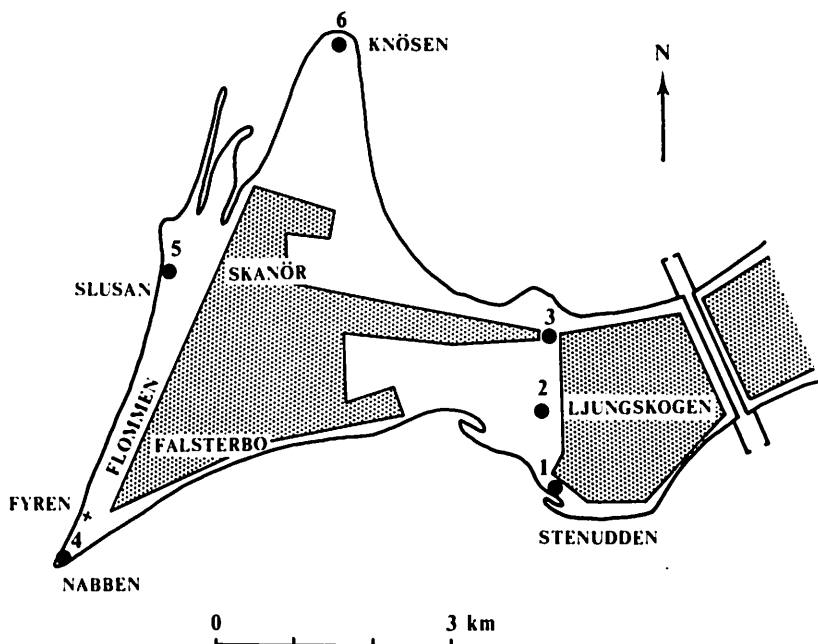 6
KNÖSEN
N
5
SLUSAN
SKANÖR
3
2
LJUNGSKOGEN
FLOMMEN
FALSTERBO
1
FYREN
4
STENUDDEN
NABBEN
0 3 km